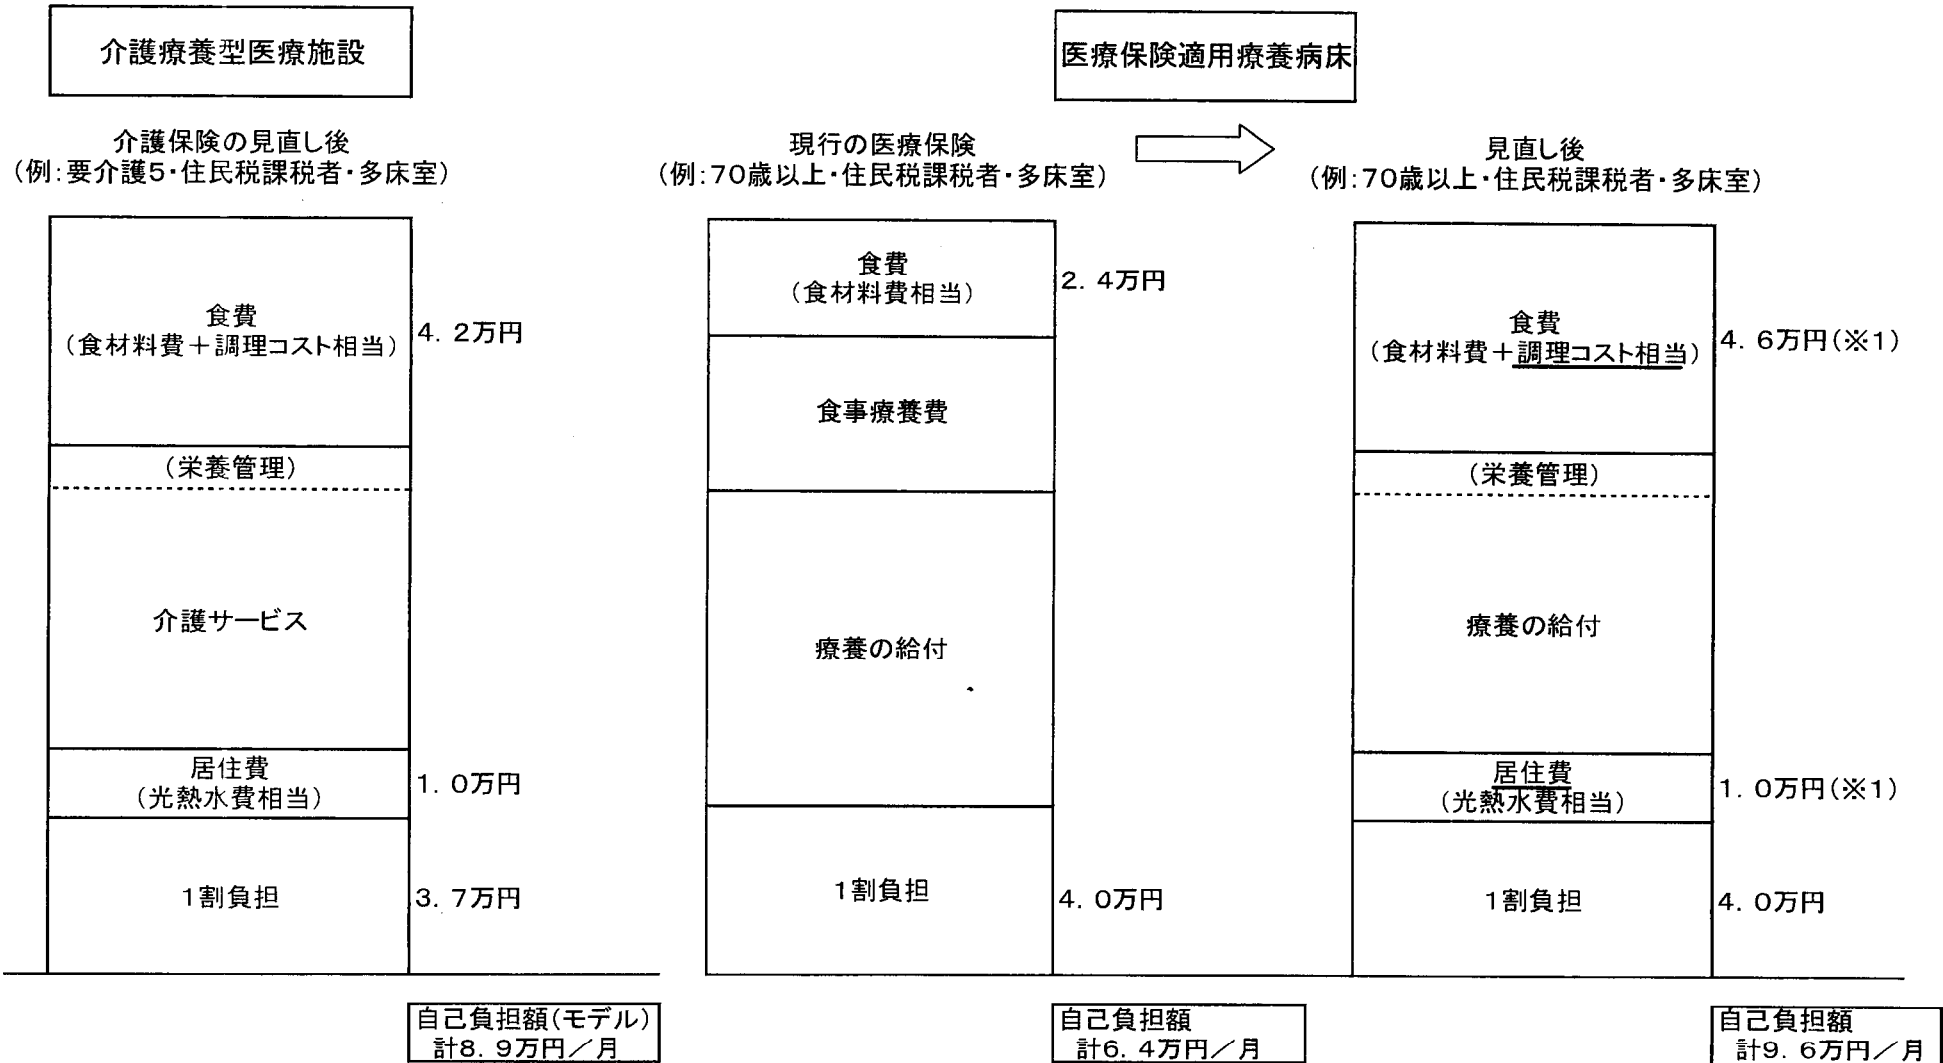 介護療養型医療施設
医療保険適用療養病床
介護保険の見直し後
(例:要介護5・住民税課税者・多床室)
食費
(食材料費＋調理コスト相当)
4．2万円
(栄養管理)
介護サービス
居住費
(光熱水費相当)
1．0万円
1割負担
3．7万円
自己負担額(モデル)
計8．9万円／月
現行の医療保険
(例:70歳以上・住民税課税者・多床室)
食費
(食材料費相当)
2．4万円
食事療養費
療養の給付
1割負担
4．0万円
自己負担額
計6．4万円／月
見直し後
(例:70歳以上・住民税課税者・多床室)
食費
(食材料費＋調理コスト相当)
4．6万円(※1)
(栄養管理)
療養の給付
居住費
(光熱水費相当)
1．0万円(※1)
1割負担
4．0万円
自己負担額
計9．6万円／月